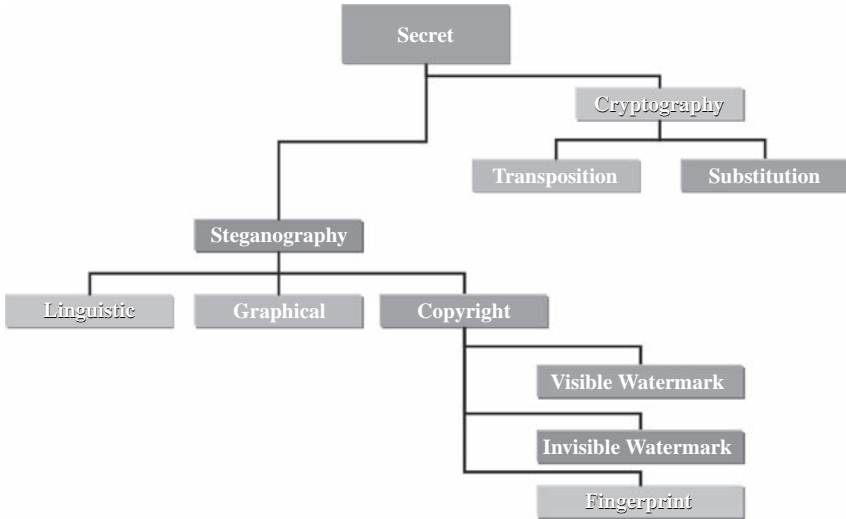 Secret
Cryptography
Transposition
Substitution
Steganography
Linguistic
Graphical
Copyright
Visible Watermark
Invisible Watermark
Fingerprint